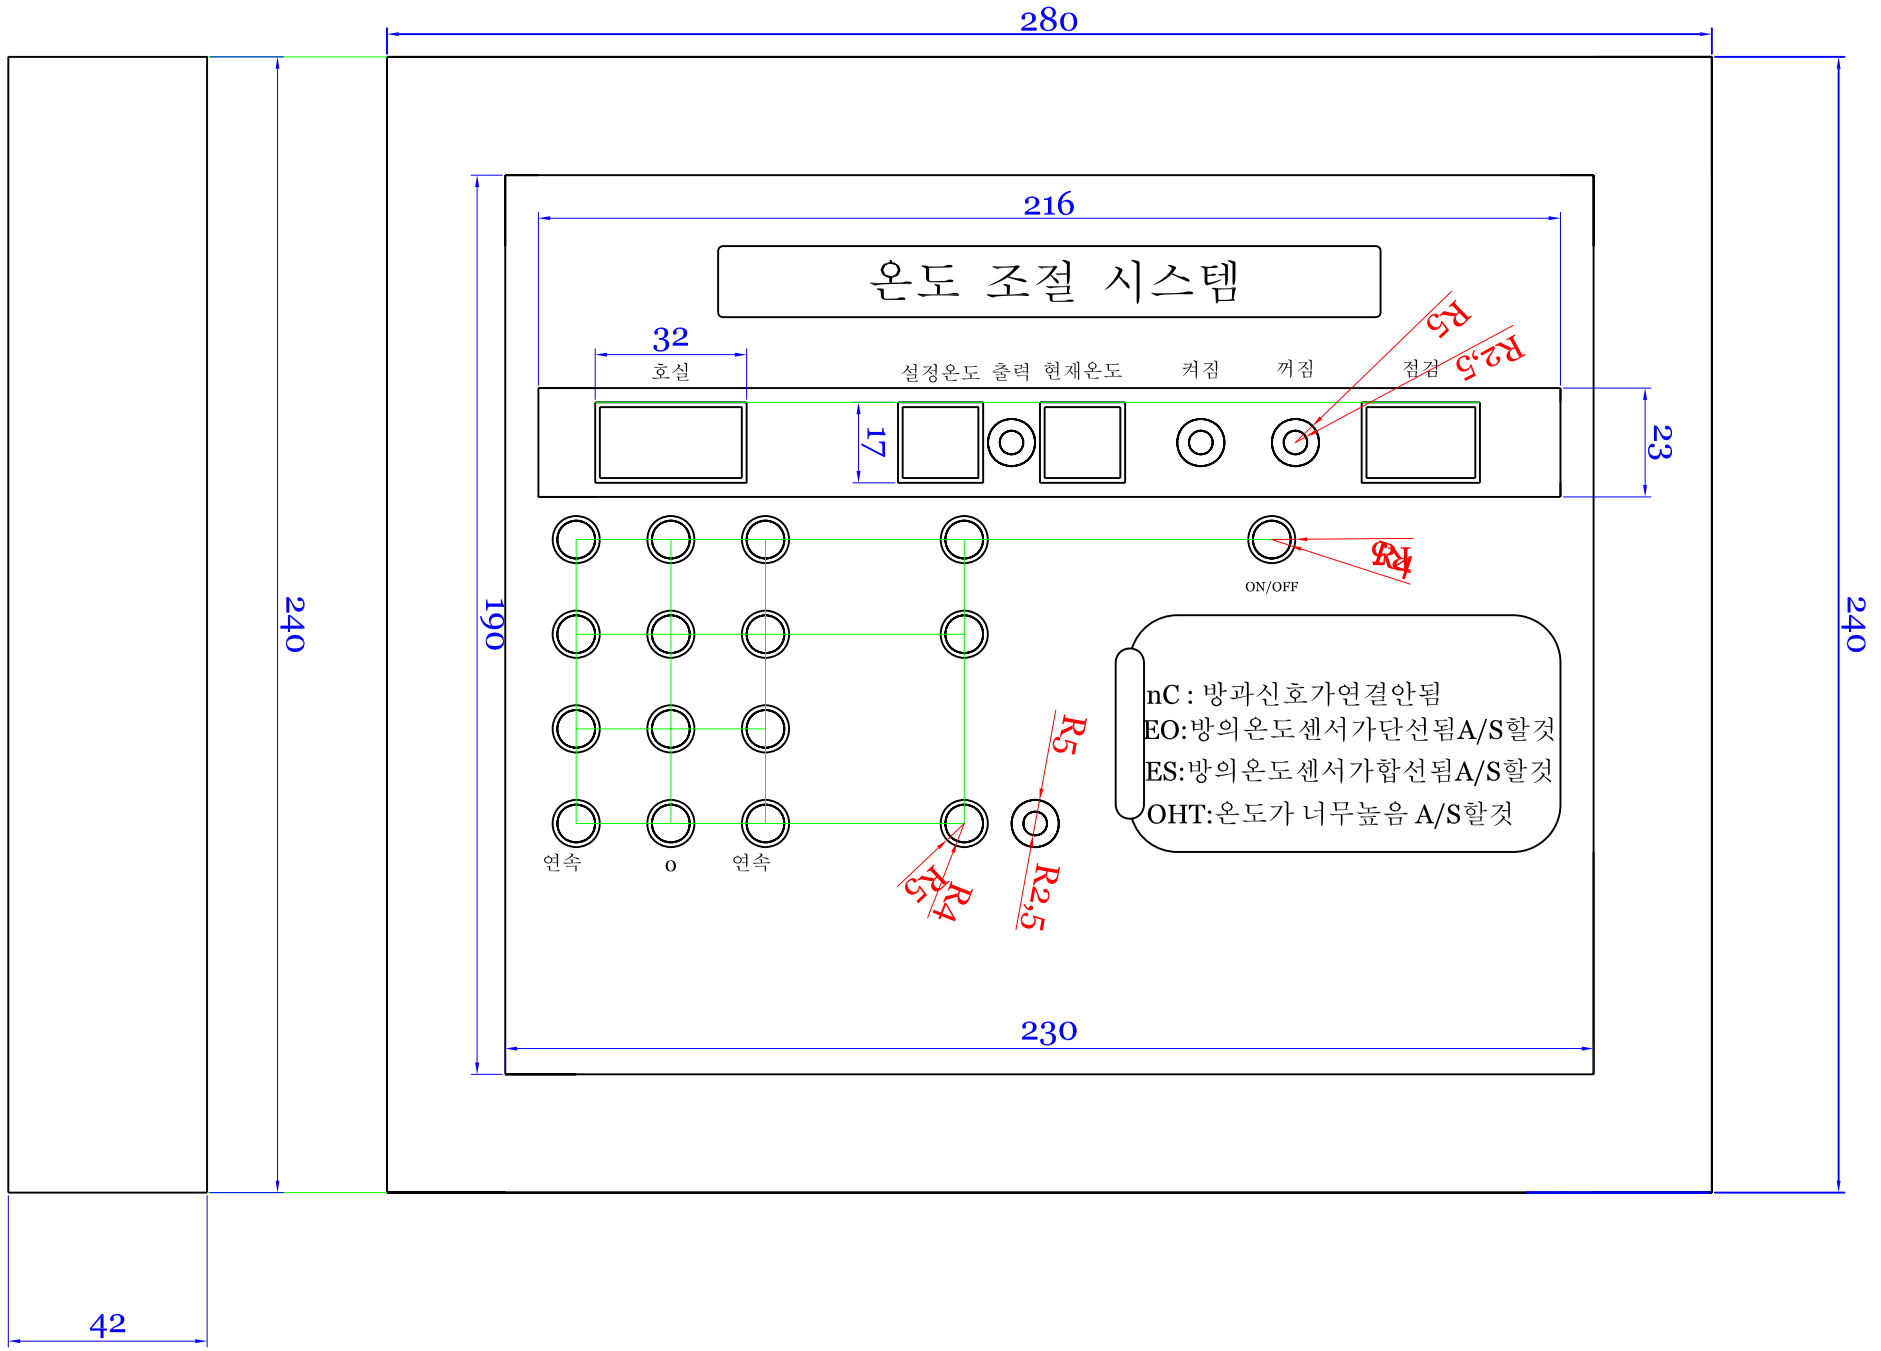 280
216
온도 조절 시스템
R5
R2,5
32
호실
설정온도
출력
현재온도
켜짐
꺼짐
점검
17
23
R4
ON/OFF
240
190
240
nC : 방과신호가연결안됨
EO:방의온도센서가단선됨A/S할것
ES:방의온도센서가합선됨A/S할것
OHT:온도가 너무높음 A/S할것
R5
연속
0
연속
R5
R4
R2,5
230
42